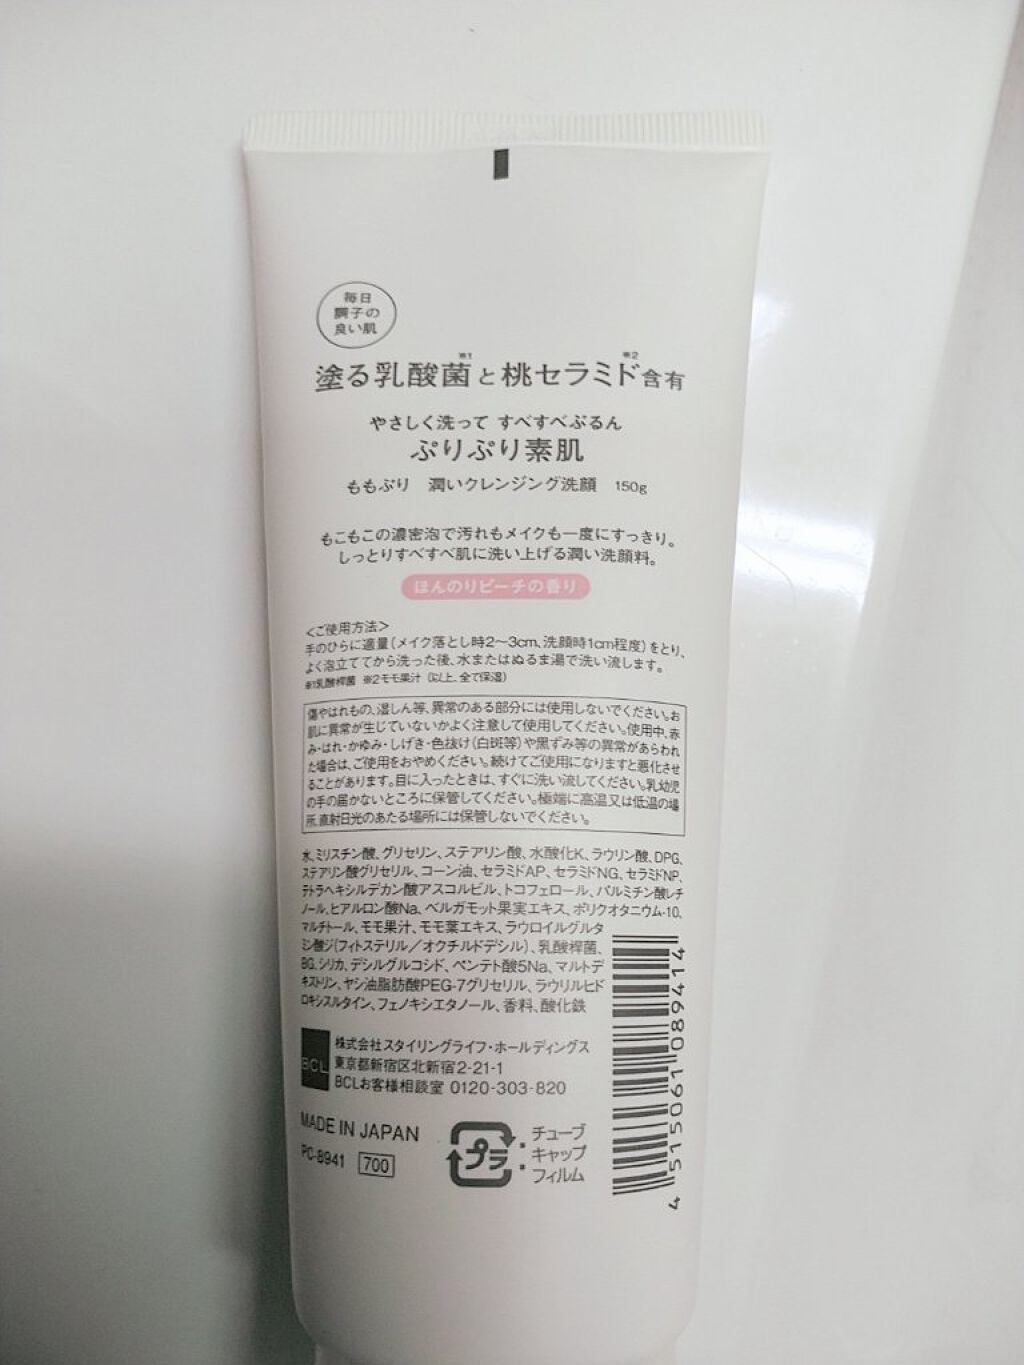 毎日
調子の
良い肌
塗る乳酸菌※1と桃セラミド※2含有
やさしく洗って すべすべぷるん
ぷりぷり素肌
ももぷり 潤いクレンジング洗顔 150g
もこもこの濃密泡で汚れもメイクも一度にすっきり。
しっとりすべすべ肌に洗い上げる潤い洗顔料。
ほんのりピーチの香り
<ご使用方法>
手のひらに適量(メイク落とし時2〜3cm、洗顔時1cm程度)をとり、
よく泡立ててから洗った後、水またはぬるま湯で洗い流します。
※1乳酸桿菌 ※2モモ果汁 (以上、全て保湿)
傷やはれもの、湿しん等、異常のある部分には使用しないでください。お
肌に異常が生じていないかよく注意して使用してください。使用中、赤
み・はれ・かゆみ・しげき・色抜け(白斑等)や黒ずみ等の異常があらわれ
た場合は、ご使用をおやめください。続けてご使用になりますと悪化させ
ることがあります。目に入ったときは、すぐに洗い流してください。乳幼児
の手の届かないところに保管してください。極端に高温又は低温の場
所、直射日光のあたる場所には保管しないでください。
水、ミリスチン酸、グリセリン、ステアリン酸、水酸化K、ラウリン酸、DPG、
ステアリン酸グリセリル、コーン油、セラミドAP、セラミドNG、セラミドNP、
テトラヘキシルデカン酸アスコルビル、トコフェロール、パルミチン酸レチ
ノール、ヒアルロン酸Na、ベルガモット果実エキス、ポリクオタニウム-10、
マルチトール、モモ果汁、モモ葉エキス、ラウロイルグルタ
ミン酸ジ(フィトステリル/オクチルドデシル)、乳酸桿菌、
BG、シリカ、デシルグルコシド、ペンテト酸5Na、マルトデ
キストリン、ヤシ油脂肪酸PEG-7グリセリル、ラウリルヒド
ロキシスルタイン、フェノキシエタノール、香料、酸化鉄
BCL
株式会社スタイリングライフ・ホールディングス
東京都新宿区北新宿2-21-1
BCLお客様相談室 0120-303-820
MADE IN JAPAN
PC-8941 700
プラ
チューブ
キャップ
フィルム
4 515061 089414